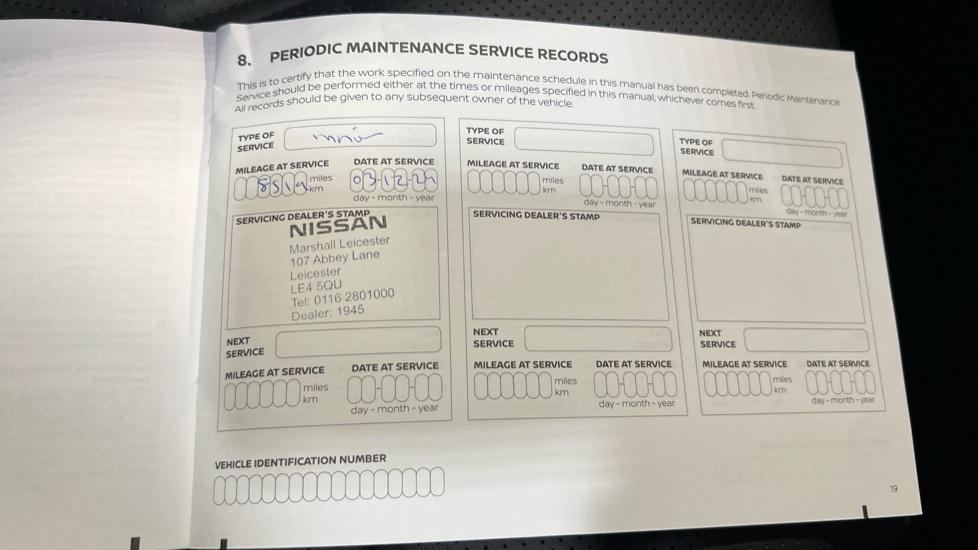 8. PERIODIC MAINTENANCE SERVICE RECORDS
This is to certify that the work specified on the maintenance schedule in this manual has been completed. Periodic Maintenance
Service should be performed either at the times or mileages specified in this manual, whichever comes first.
All records should be given to any subsequent owner of the vehicle.
TYPE OF
SERVICE
MILEAGE AT SERVICE
miles
km
DATE AT SERVICE
03-12-24
day - month - year
SERVICING DEALER'S STAMP
NISSAN
Marshall Leicester
107 Abbey Lane
Leicester
LE4 5QU
Tel: 0116 2801000
Dealer: 1945
NEXT
SERVICE
MILEAGE AT SERVICE
miles
km
DATE AT SERVICE
day - month - year
TYPE OF
SERVICE
MILEAGE AT SERVICE
miles
km
DATE AT SERVICE
day - month - year
SERVICING DEALER'S STAMP
NEXT
SERVICE
MILEAGE AT SERVICE
miles
km
DATE AT SERVICE
day - month - year
TYPE OF
SERVICE
MILEAGE AT SERVICE
miles
km
DATE AT SERVICE
day - month - year
SERVICING DEALER'S STAMP
NEXT
SERVICE
MILEAGE AT SERVICE
miles
km
DATE AT SERVICE
day - month - year
VEHICLE IDENTIFICATION NUMBER
19